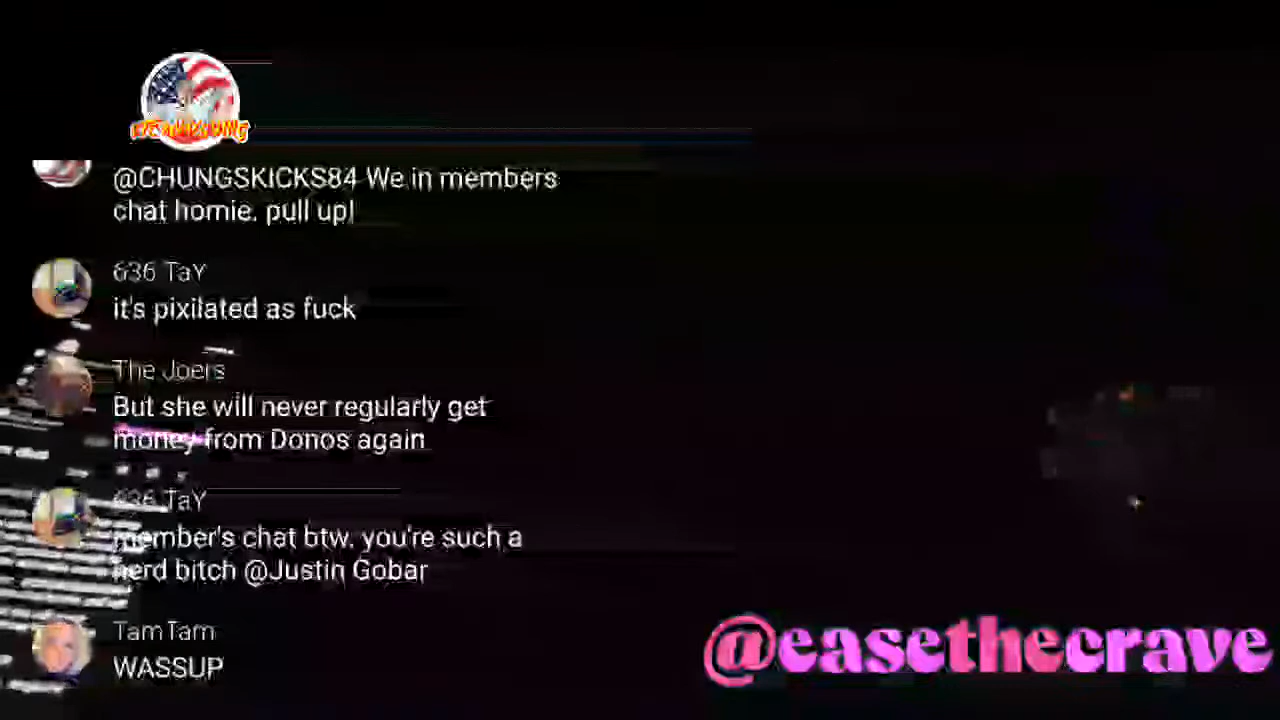 @CHUNGSKICKS84 We in members
chat homie. pull up!
636 TaY
it's pixilated as fuck
The Joers
But she will never regularly get
money from Donos again
636 TaY
member's chat btw. you're such a
nerd bitch @Justin Gobar
TamTam
WASSUP
@easethecrave